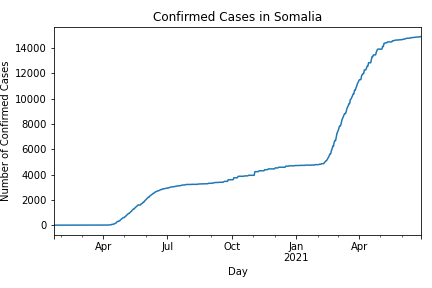 Confirmed Cases in Somalia
Number of Confirmed Cases
14000
12000
10000
8000
6000
4000
2000
0
Apr
Jul
Oct
Jan
2021
Apr
Day